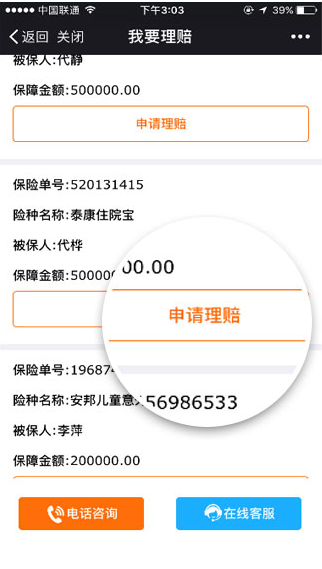 中国联通 下午3:03 39%
返回 关闭 我要理赔
被保人:代静
保障金额:500000.00
申请理赔
保险单号:520131415
险种名称:泰康住院宝
被保人:代桦
保障金额:50000
00.00
申请理赔
保险单号:19687
56986533
险种名称:安邦儿童意
被保人:李萍
保障金额:200000.00
电话咨询 在线客服